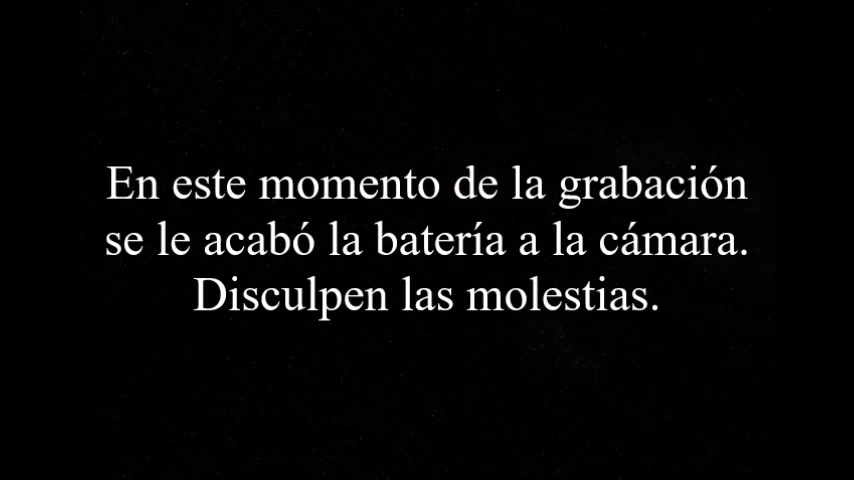 En este momento de la grabación
se le acabó la batería a la cámara.
Disculpen las molestias.